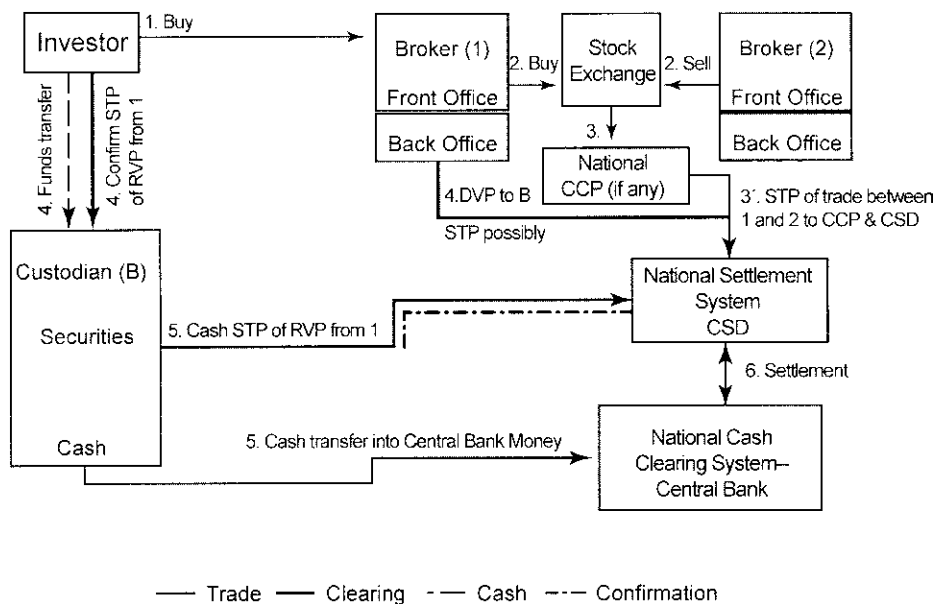 Investor
1. Buy
Broker (1)
Front Office
Back Office
2. Buy
Stock
Exchange
2. Sell
Broker (2)
Front Office
Back Office
3.
National
CCP (if any)
4. Funds transfer
4. Confirm STP
of RVP from 1
4.DVP to B
STP possibly
3´. STP of trade between
1 and 2 to CCP & CSD
Custodian (B)
Securities
Cash
5. Cash STP of RVP from 1
National Settlement
System
CSD
6. Settlement
5. Cash transfer into Central Bank Money
National Cash
Clearing System–
Central Bank
Trade
Clearing
Cash
Confirmation